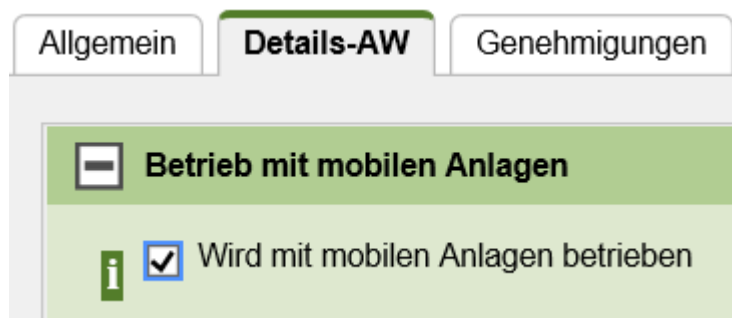 Allgemein Details-AW Genehmigungen
Betrieb mit mobilen Anlagen
i Wird mit mobilen Anlagen betrieben